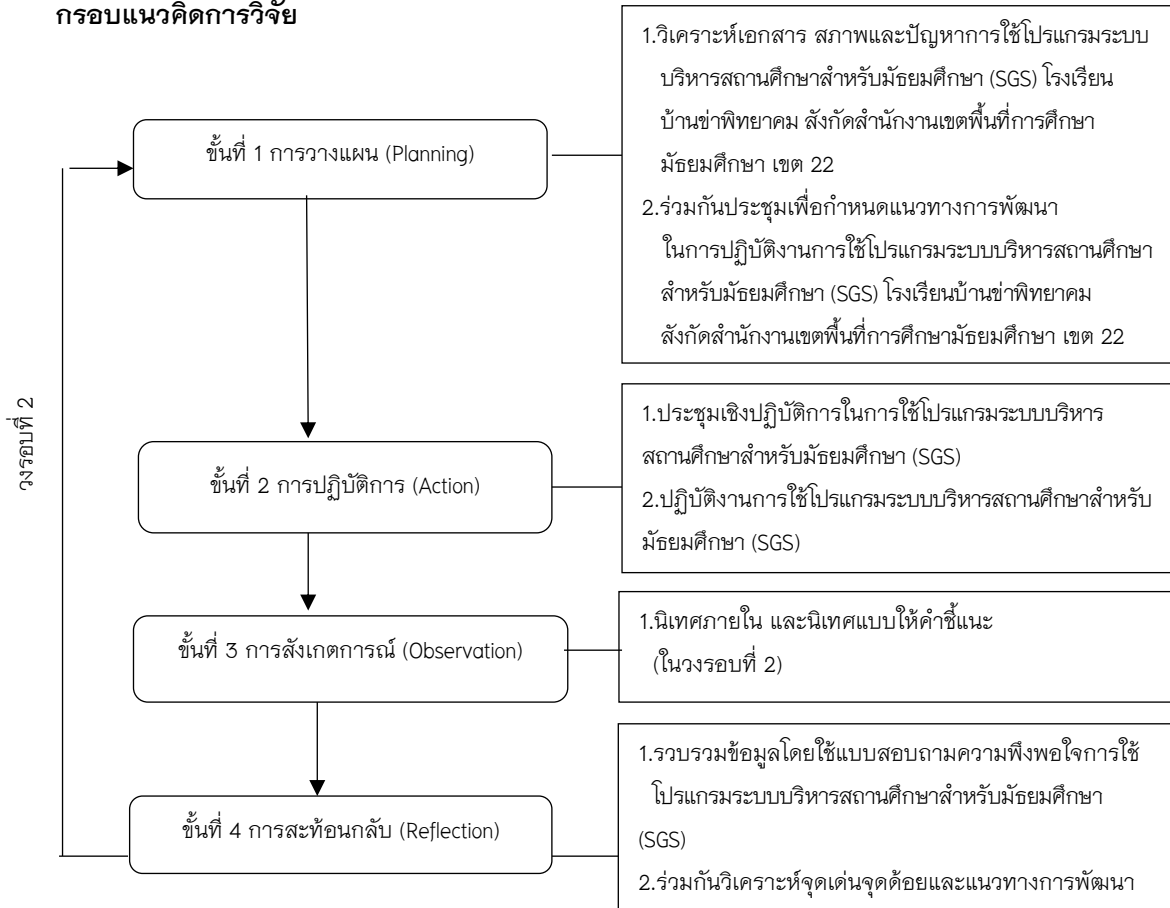 กรอบแนวคิดการวิจัย
ขั้นที่ 1 การวางแผน (Planning)
1.วิเคราะห์เอกสาร สภาพและปัญหาการใช้โปรแกรมระบบ
บริหารสถานศึกษาสำหรับมัธยมศึกษา (SGS) โรงเรียน
บ้านข่าพิทยาคม สังกัดสำนักงานเขตพื้นที่การศึกษา
มัธยมศึกษา เขต 22
2.ร่วมกันประชุมเพื่อกำหนดแนวทางการพัฒนา
ในการปฏิบัติงานการใช้โปรแกรมระบบบริหารสถานศึกษา
สำหรับมัธยมศึกษา (SGS) โรงเรียนบ้านข่าพิทยาคม
สังกัดสำนักงานเขตพื้นที่การศึกษามัธยมศึกษา เขต 22
วงรอบที่ 2
ขั้นที่ 2 การปฏิบัติการ (Action)
1.ประชุมเชิงปฏิบัติการในการใช้โปรแกรมระบบบริหาร
สถานศึกษาสำหรับมัธยมศึกษา (SGS)
2.ปฏิบัติงานการใช้โปรแกรมระบบบริหารสถานศึกษาสำหรับ
มัธยมศึกษา (SGS)
ขั้นที่ 3 การสังเกตการณ์ (Observation)
1.นิเทศภายใน และนิเทศแบบให้คำชี้แนะ
(ในวงรอบที่ 2)
ขั้นที่ 4 การสะท้อนกลับ (Reflection)
1.รวบรวมข้อมูลโดยใช้แบบสอบถามความพึงพอใจการใช้
โปรแกรมระบบบริหารสถานศึกษาสำหรับมัธยมศึกษา
(SGS)
2.ร่วมกันวิเคราะห์จุดเด่นจุดด้อยและแนวทางการพัฒนา